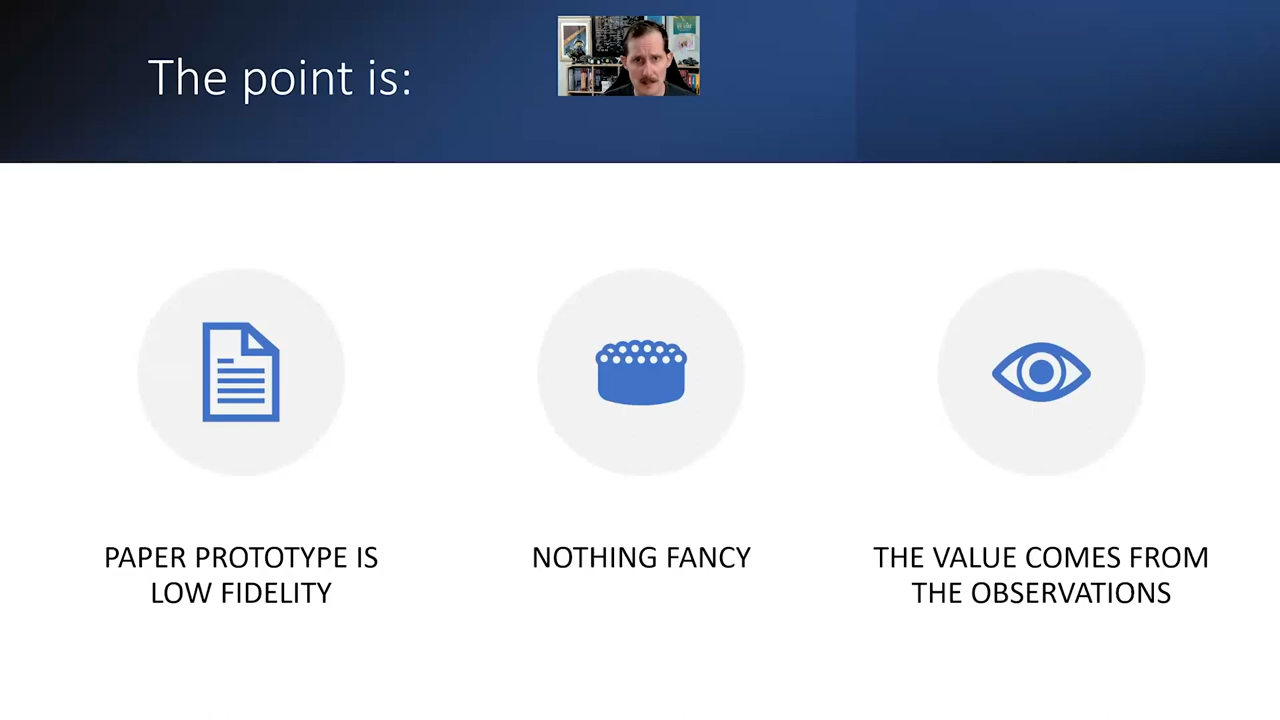 The point is:
PAPER PROTOTYPE IS
LOW FIDELITY
NOTHING FANCY
THE VALUE COMES FROM
THE OBSERVATIONS